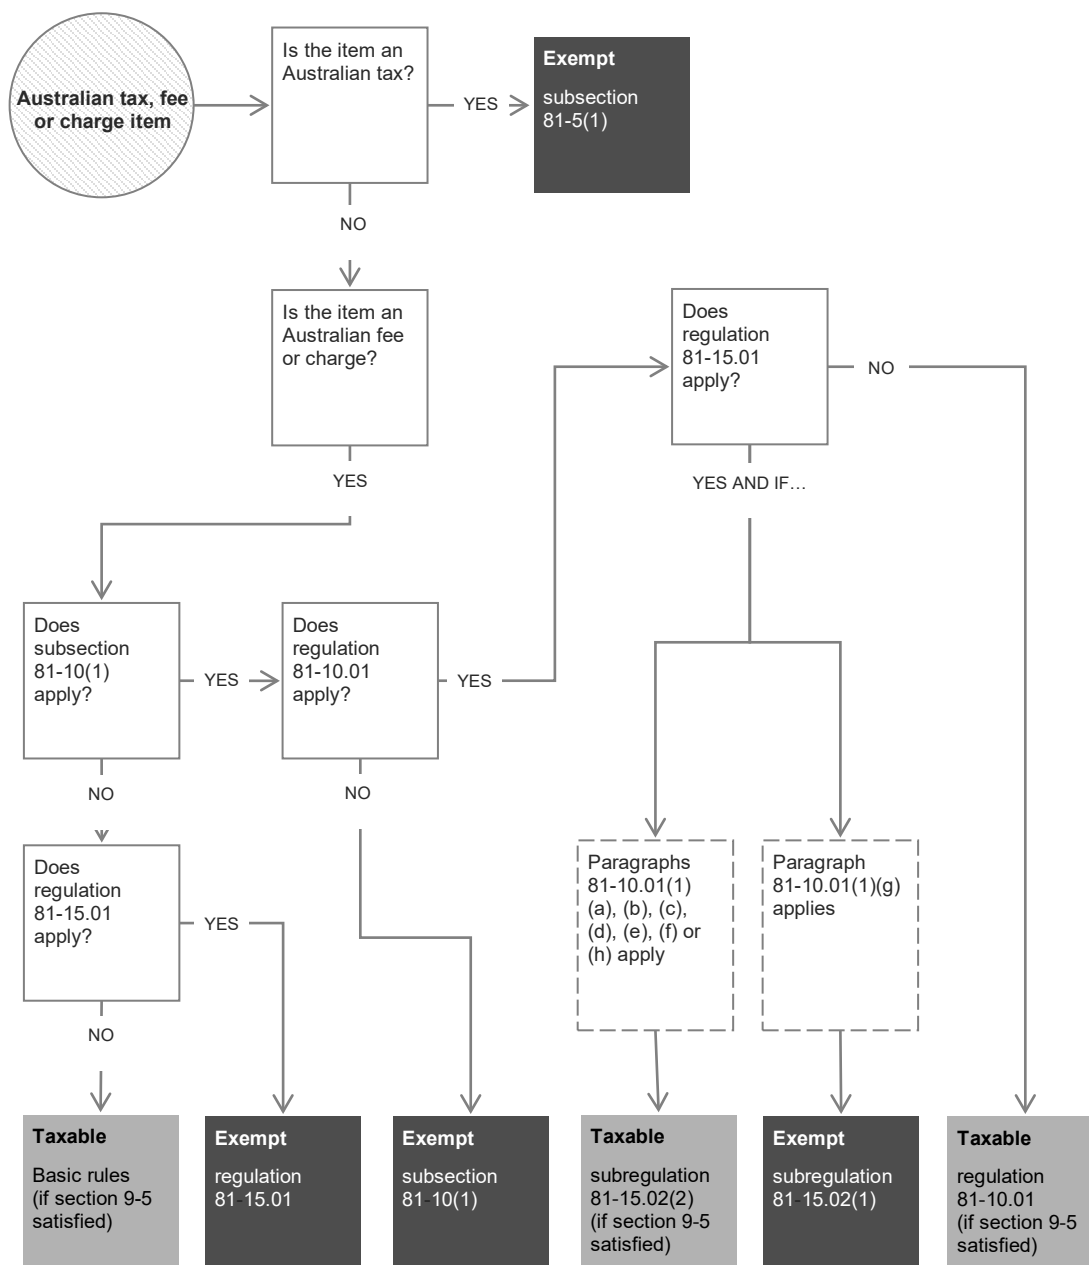 Australian tax, fee
or charge item
Is the item an
Australian tax?
YES
Exempt
subsection
81-5(1)
NO
Is the item an
Australian fee
or charge?
YES
Does
regulation
81-15.01
apply?
NO
YES AND IF…
Does
subsection
81-10(1)
apply?
YES
Does
regulation
81-10.01
apply?
YES
NO
NO
Does
regulation
81-15.01
apply?
YES
NO
Paragraphs
81-10.01(1)
(a), (b), (c),
(d), (e), (f) or
(h) apply
Paragraph
81-10.01(1)(g)
applies
Taxable
Basic rules
(if section 9-5
satisfied)
Exempt
regulation
81-15.01
Exempt
subsection
81-10(1)
Taxable
subregulation
81-15.02(2)
(if section 9-5
satisfied)
Exempt
subregulation
81-15.02(1)
Taxable
regulation
81-10.01
(if section 9-5
satisfied)